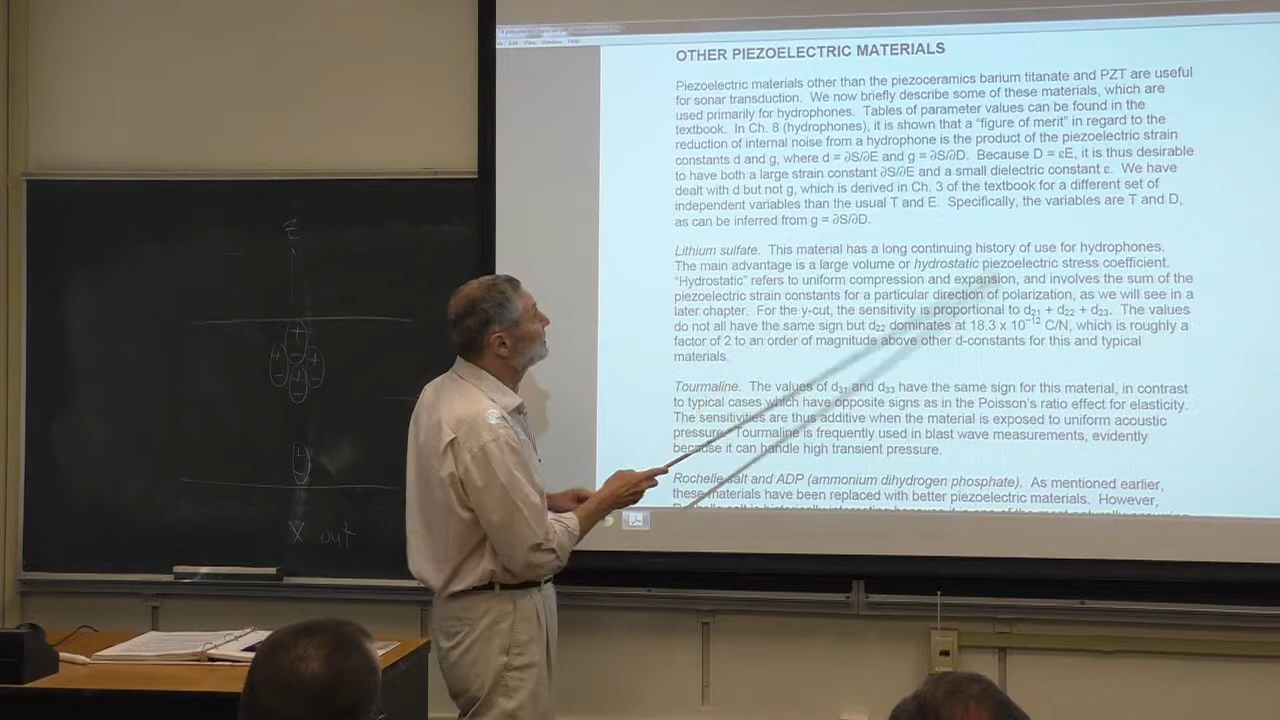 Edit View Window Help
OTHER PIEZOELECTRIC MATERIALS
Piezoelectric materials other than the piezoceramics barium titanate and PZT are useful
for sonar transduction. We now briefly describe some of these materials, which are
used primarily for hydrophones. Tables of parameter values can be found in the
textbook. In Ch. 8 (hydrophones), it is shown that a "figure of merit" in regard to the
reduction of internal noise from a hydrophone is the product of the piezoelectric strain
constants d and g, where d = ∂S/∂E and g = ∂S/∂D. Because D = εE, it is thus desirable
to have both a large strain constant ∂S/∂E and a small dielectric constant ε. We have
dealt with d but not g, which is derived in Ch. 3 of the textbook for a different set of
independent variables than the usual T and E. Specifically, the variables are T and D,
as can be inferred from g = ∂S/∂D.
Lithium sulfate. This material has a long continuing history of use for hydrophones.
The main advantage is a large volume or hydrostatic piezoelectric stress coefficient.
"Hydrostatic" refers to uniform compression and expansion, and involves the sum of the
piezoelectric strain constants for a particular direction of polarization, as we will see in a
later chapter. For the y-cut, the sensitivity is proportional to d₂₁ + d₂₂ + d₂₃. The values
do not all have the same sign but d₂₂ dominates at 18.3 x 10⁻¹² C/N, which is roughly a
factor of 2 to an order of magnitude above other d-constants for this and typical
materials.
Tourmaline. The values of d₃₁ and d₃₃ have the same sign for this material, in contrast
to typical cases which have opposite signs as in the Poisson's ratio effect for elasticity.
The sensitivities are thus additive when the material is exposed to uniform acoustic
pressure. Tourmaline is frequently used in blast wave measurements, evidently
because it can handle high transient pressure.
Rochelle salt and ADP (ammonium dihydrogen phosphate). As mentioned earlier,
these materials have been replaced with better piezoelectric materials. However,
Z
+
-
+
-
+
-
+
-
X out